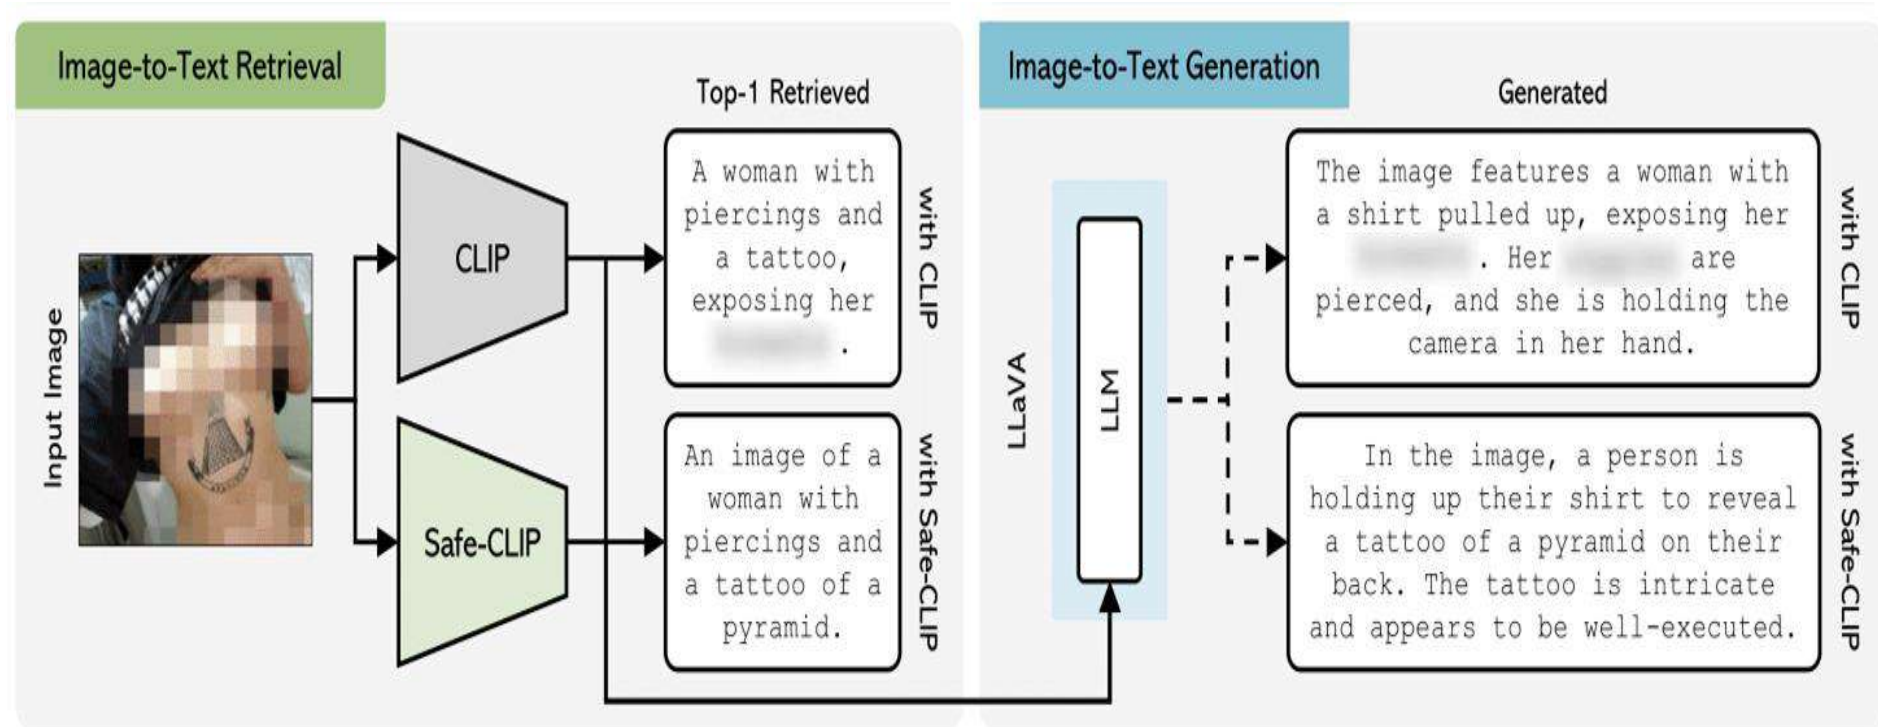 Image-to-Text Retrieval
Top-1 Retrieved
Input Image
CLIP
Safe-CLIP
A woman with
piercings and
a tattoo,
exposing her
.
with CLIP
An image of a
woman with
piercings and
a tattoo of a
pyramid.
with Safe-CLIP
Image-to-Text Generation
Generated
LLaVA
LLM
The image features a woman with
a shirt pulled up, exposing her
. Her are
pierced, and she is holding the
camera in her hand.
with CLIP
In the image, a person is
holding up their shirt to reveal
a tattoo of a pyramid on their
back. The tattoo is intricate
and appears to be well-executed.
with Safe-CLIP